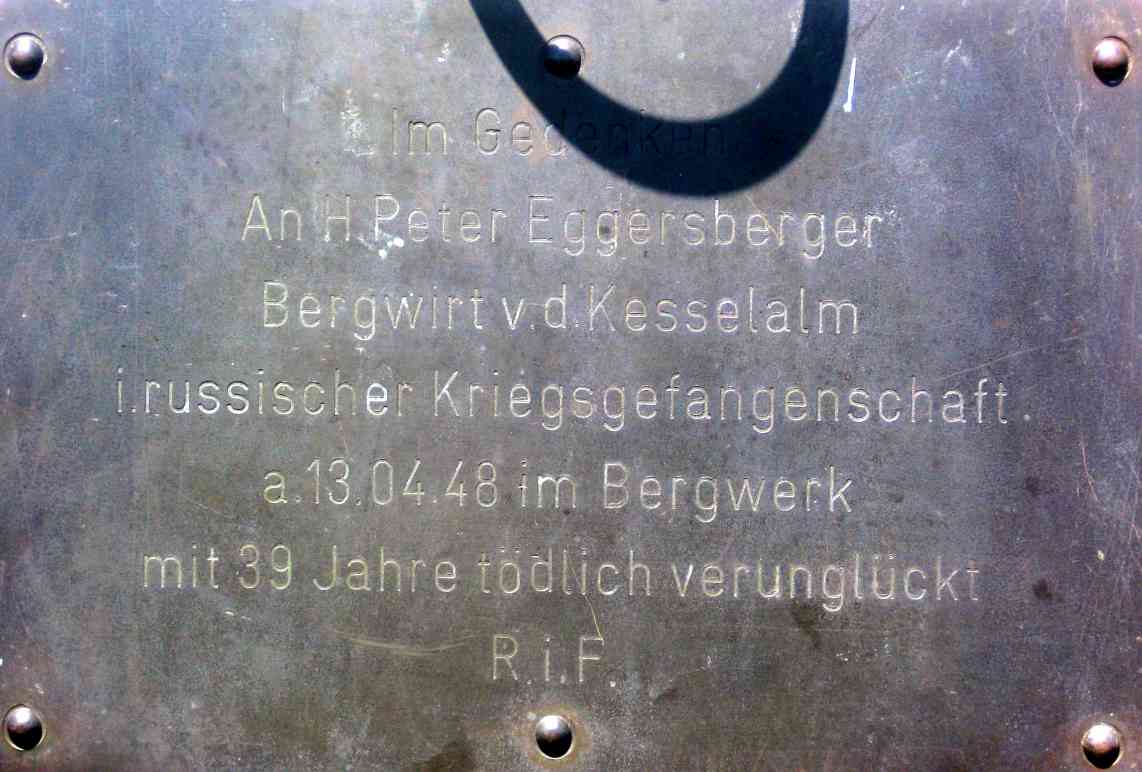 Im Gedenken
An H.Peter Eggersberger
Bergwirt v.d.Kesselalm
i.russischer Kriegsgefangenschaft.
a.13.04.48 im Bergwerk
mit 39 Jahre tödlich verunglückt
R.i.F.